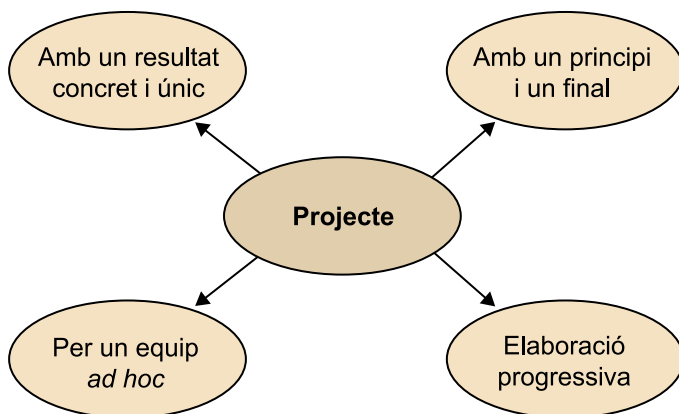 Amb un resultat
concret i únic
Amb un principi
i un final
Projecte
Per un equip
ad hoc
Elaboració
progressiva